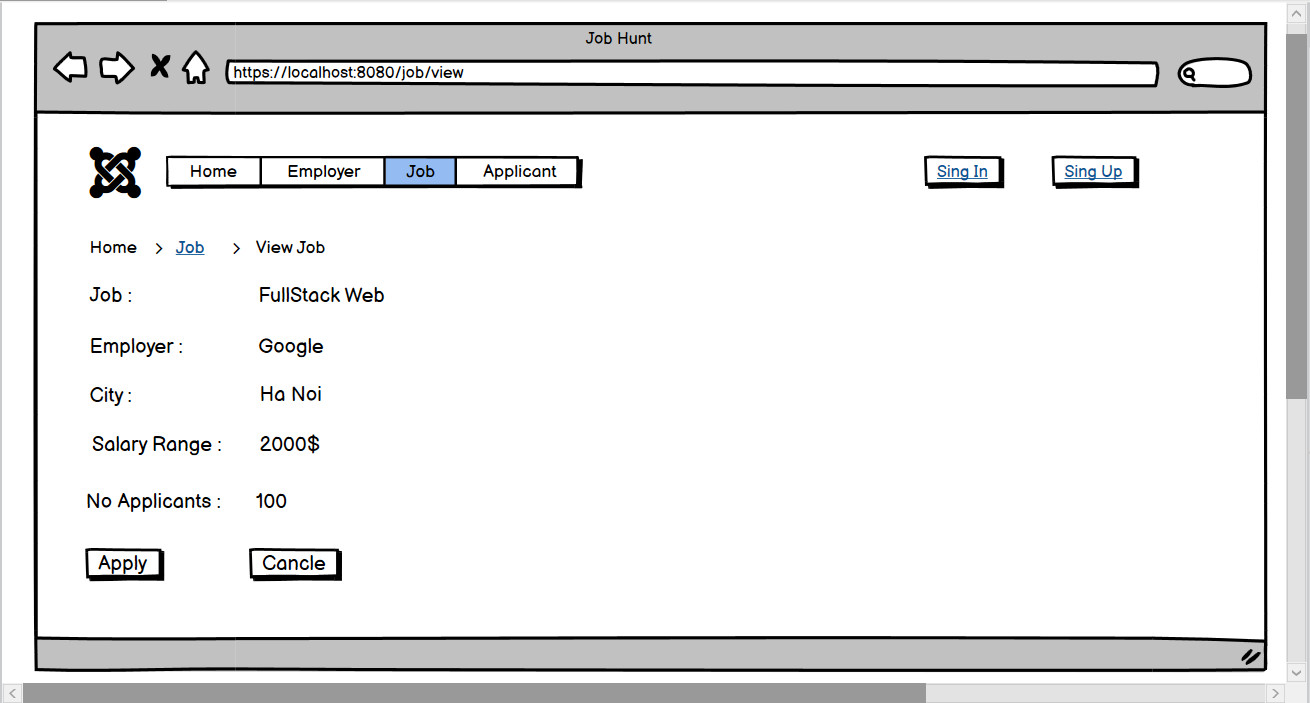 Job Hunt
https://localhost:8080/job/view
Home Employer Job Applicant Sing In Sing Up
Home > Job > View Job
Job : FullStack Web
Employer : Google
City : Ha Noi
Salary Range : 2000$
No Applicants : 100
Apply Cancle